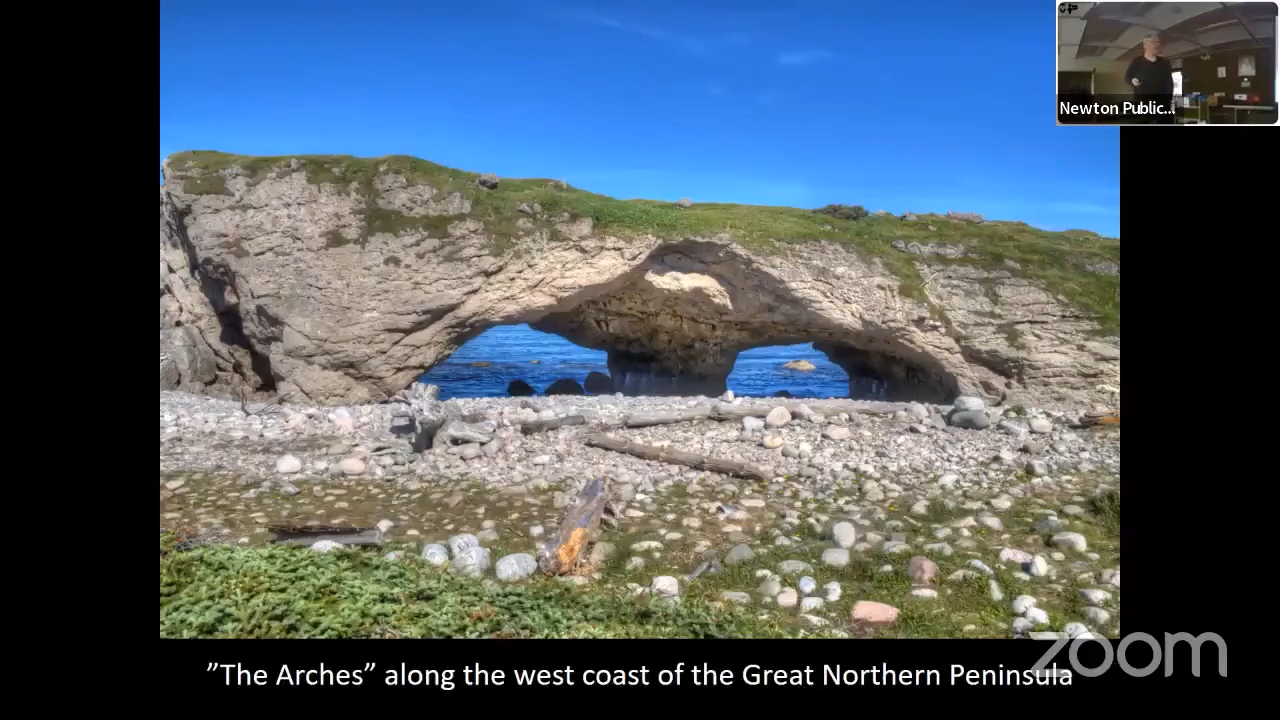 Newton Public...
”The Arches” along the west coast of the Great Northern Peninsula
zoom